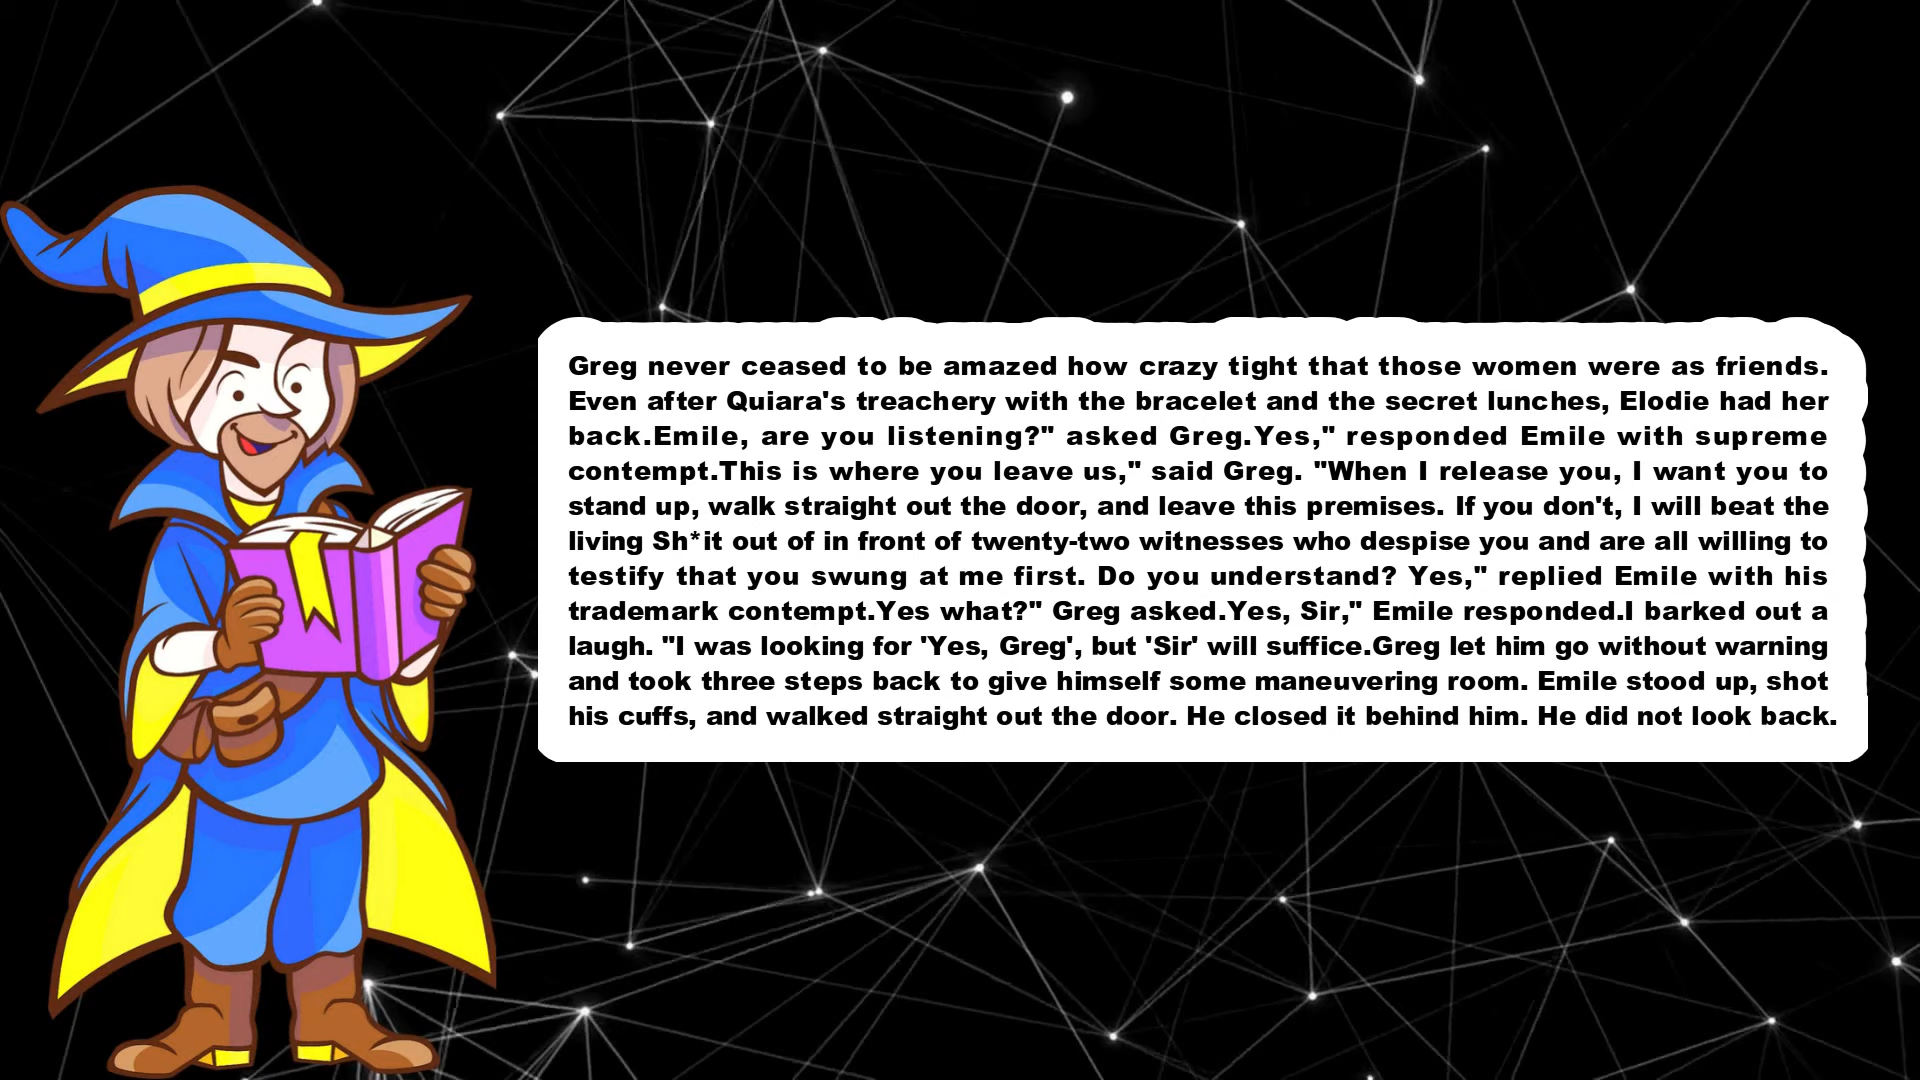 Greg never ceased to be amazed how crazy tight that those women were as friends.
Even after Quiara's treachery with the bracelet and the secret lunches, Elodie had her
back.Emile, are you listening?" asked Greg.Yes," responded Emile with supreme
contempt.This is where you leave us," said Greg. "When I release you, I want you to
stand up, walk straight out the door, and leave this premises. If you don't, I will beat the
living Sh*it out of in front of twenty-two witnesses who despise you and are all willing to
testify that you swung at me first. Do you understand? Yes," replied Emile with his
trademark contempt.Yes what?" Greg asked.Yes, Sir," Emile responded.I barked out a
laugh. "I was looking for 'Yes, Greg', but 'Sir' will suffice.Greg let him go without warning
and took three steps back to give himself some maneuvering room. Emile stood up, shot
his cuffs, and walked straight out the door. He closed it behind him. He did not look back.